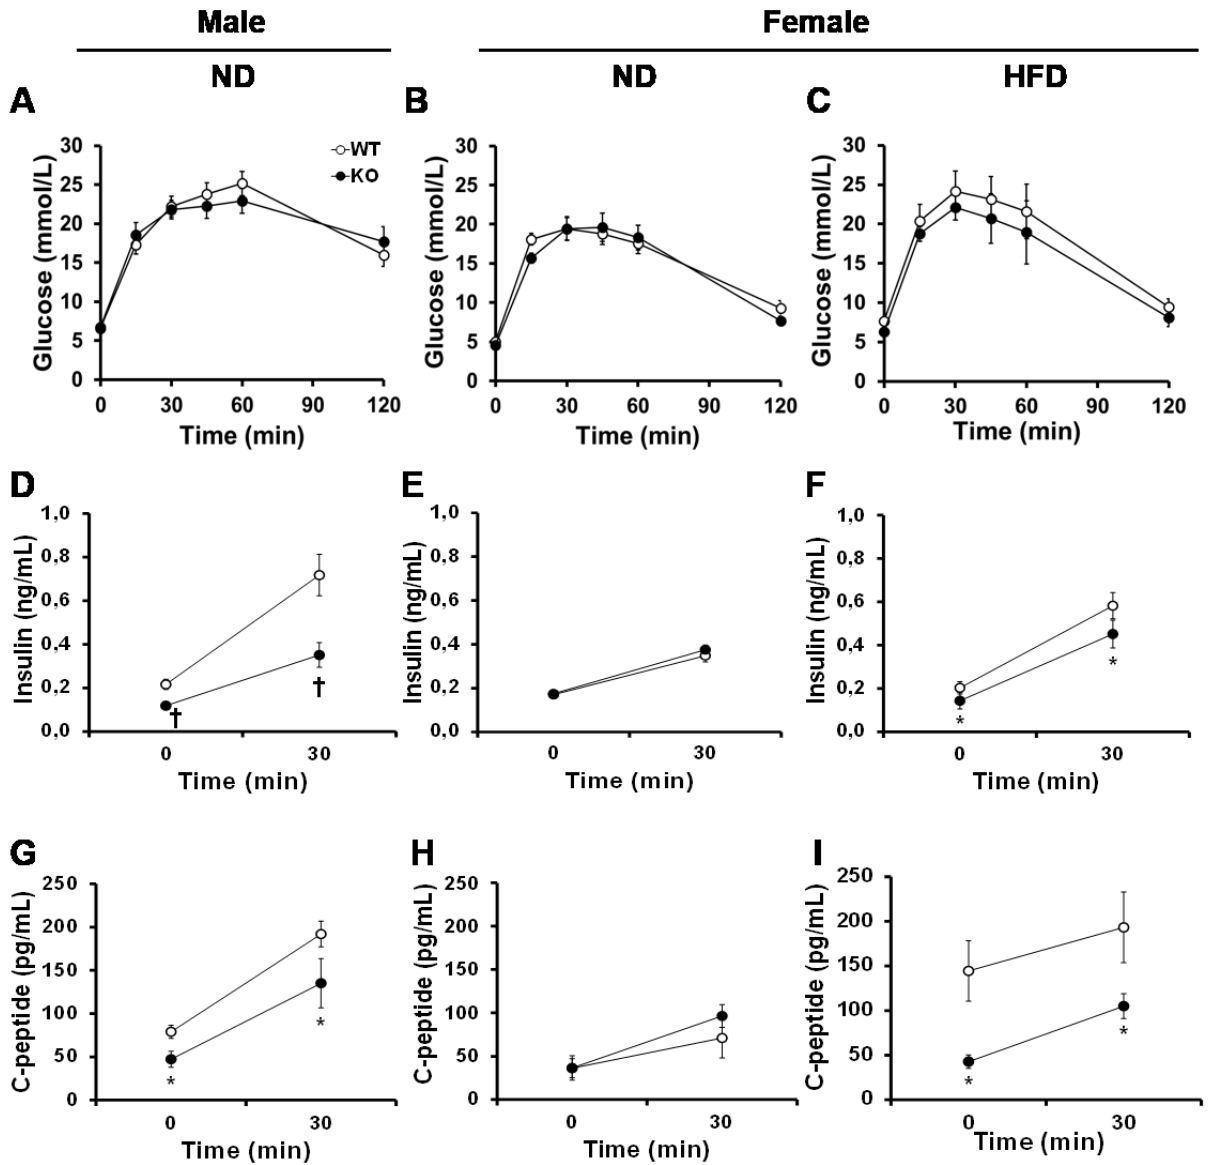 Male Female
ND ND HFD
A B C
Glucose (mmol/L)
30
25
20
15
10
5
0
0 30 60 90 120
Time (min)
WT
KO
Glucose (mmol/L)
30
25
20
15
10
5
0
0 30 60 90 120
Time (min)
Glucose (mmol/L)
30
25
20
15
10
5
0
0 30 60 90 120
Time (min)
D E F
Insulin (ng/mL)
1,0
0,8
0,6
0,4
0,2
0,0
†
†
0 30
Time (min)
Insulin (ng/mL)
1,0
0,8
0,6
0,4
0,2
0,0
0 30
Time (min)
Insulin (ng/mL)
1,0
0,8
0,6
0,4
0,2
0,0
*
*
0 30
Time (min)
G H I
C-peptide (pg/mL)
250
200
150
100
50
0
*
*
0 30
Time (min)
C-peptide (pg/mL)
250
200
150
100
50
0
0 30
Time (min)
C-peptide (pg/mL)
250
200
150
100
50
0
*
*
0 30
Time (min)